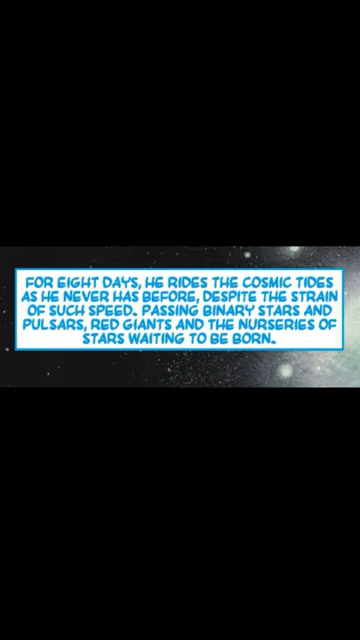 FOR EIGHT DAYS, HE RIDES THE COSMIC TIDES
AS HE NEVER HAS BEFORE, DESPITE THE STRAIN
OF SUCH SPEED. PASSING BINARY STARS AND
PULSARS, RED GIANTS AND THE NURSERIES OF
STARS WAITING TO BE BORN.